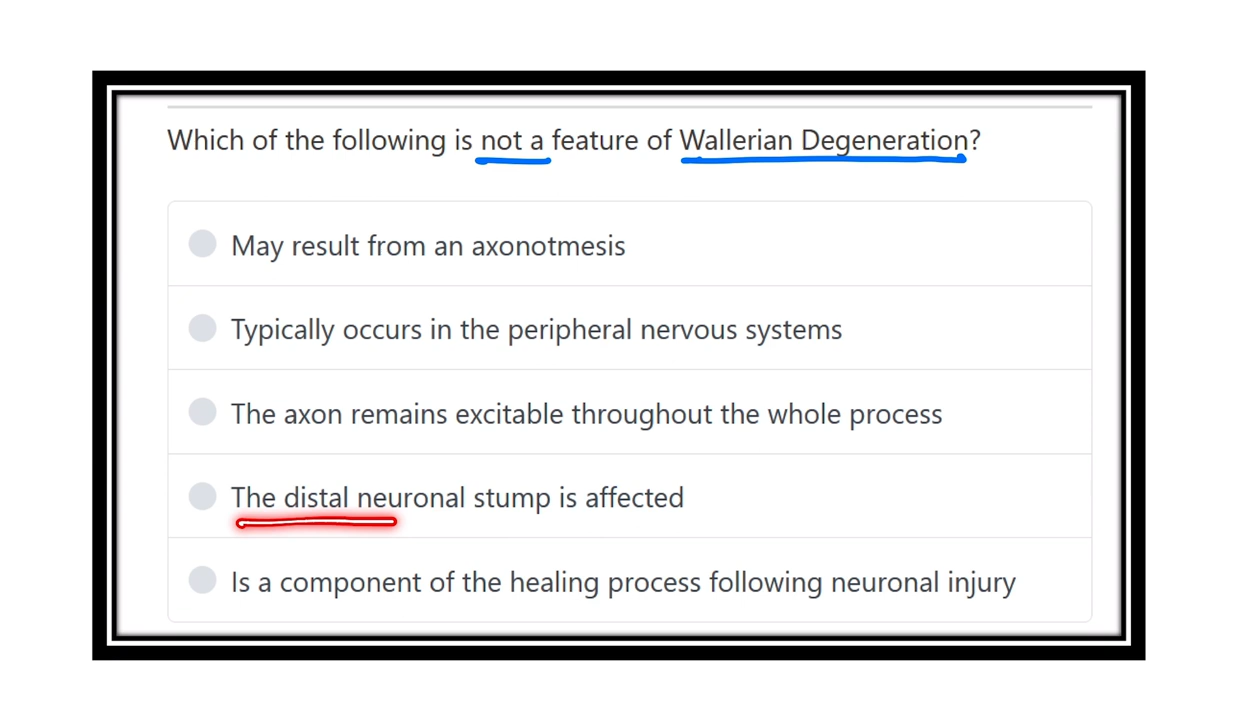 Which of the following is not a feature of Wallerian Degeneration?
May result from an axonotmesis
Typically occurs in the peripheral nervous systems
The axon remains excitable throughout the whole process
The distal neuronal stump is affected
Is a component of the healing process following neuronal injury